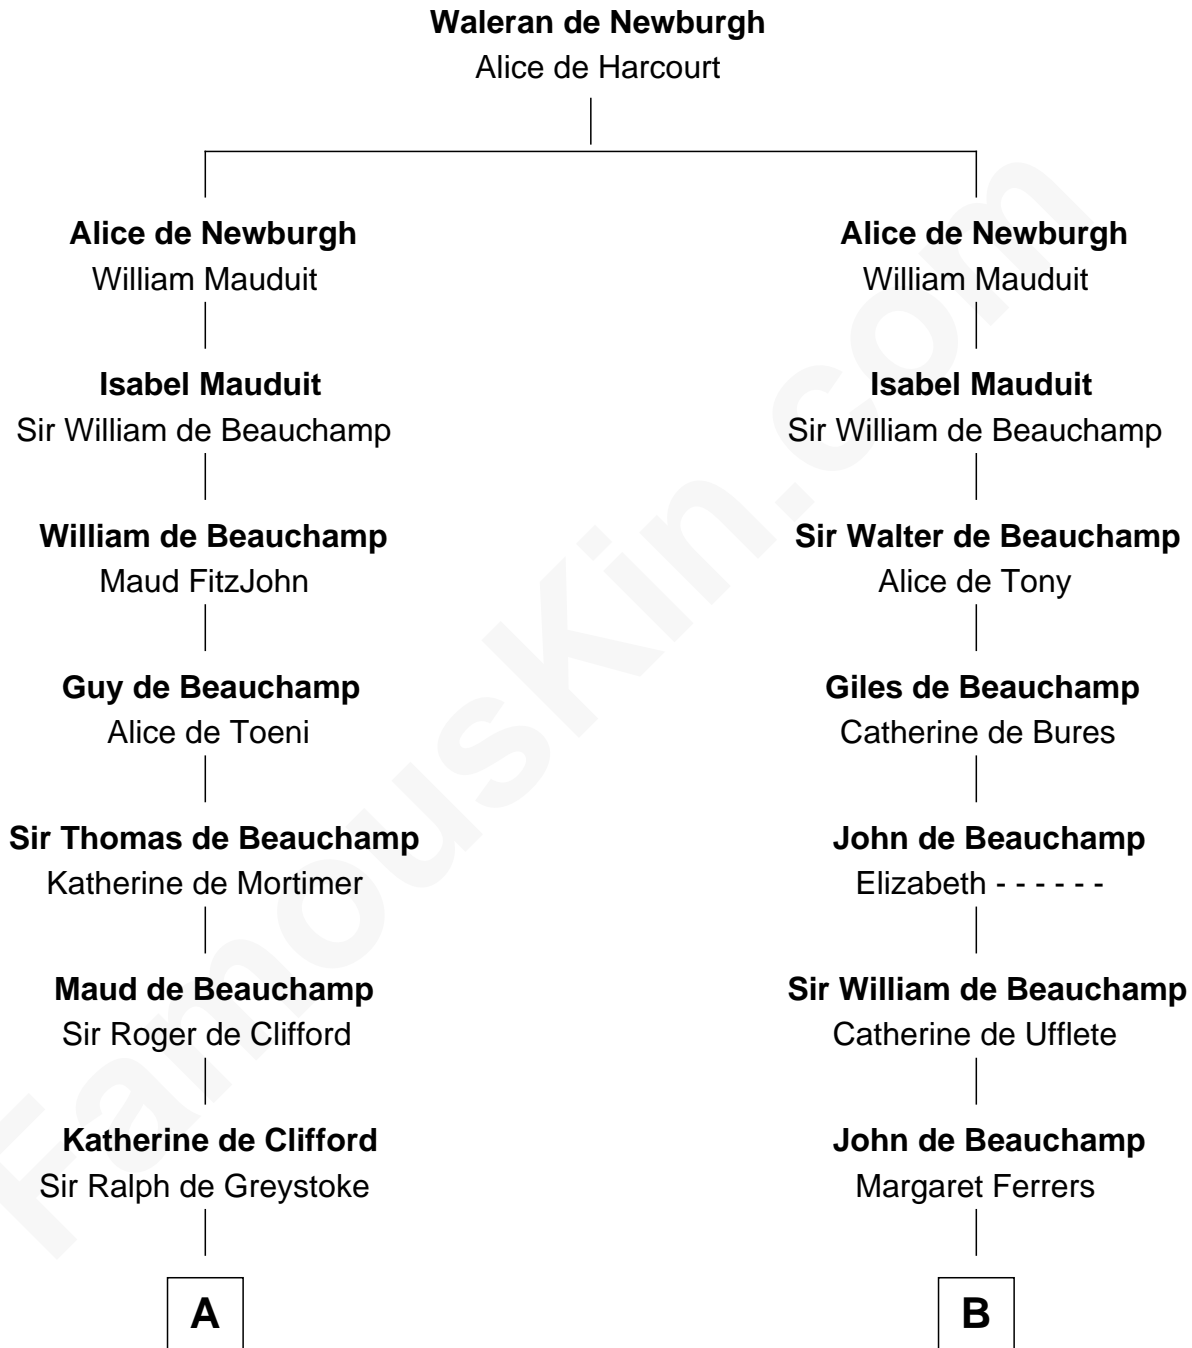 Waleran de Newburgh
Alice de Harcourt
Alice de Newburgh
William Mauduit
Isabel Mauduit
Sir William de Beauchamp
William de Beauchamp
Maud FitzJohn
Guy de Beauchamp
Alice de Toeni
Sir Thomas de Beauchamp
Katherine de Mortimer
Maud de Beauchamp
Sir Roger de Clifford
Katherine de Clifford
Sir Ralph de Greystoke
A
Alice de Newburgh
William Mauduit
Isabel Mauduit
Sir William de Beauchamp
Sir Walter de Beauchamp
Alice de Tony
Giles de Beauchamp
Catherine de Bures
John de Beauchamp
Elizabeth - - - - - -
Sir William de Beauchamp
Catherine de Ufflete
John de Beauchamp
Margaret Ferrers
B
FamousKin.com